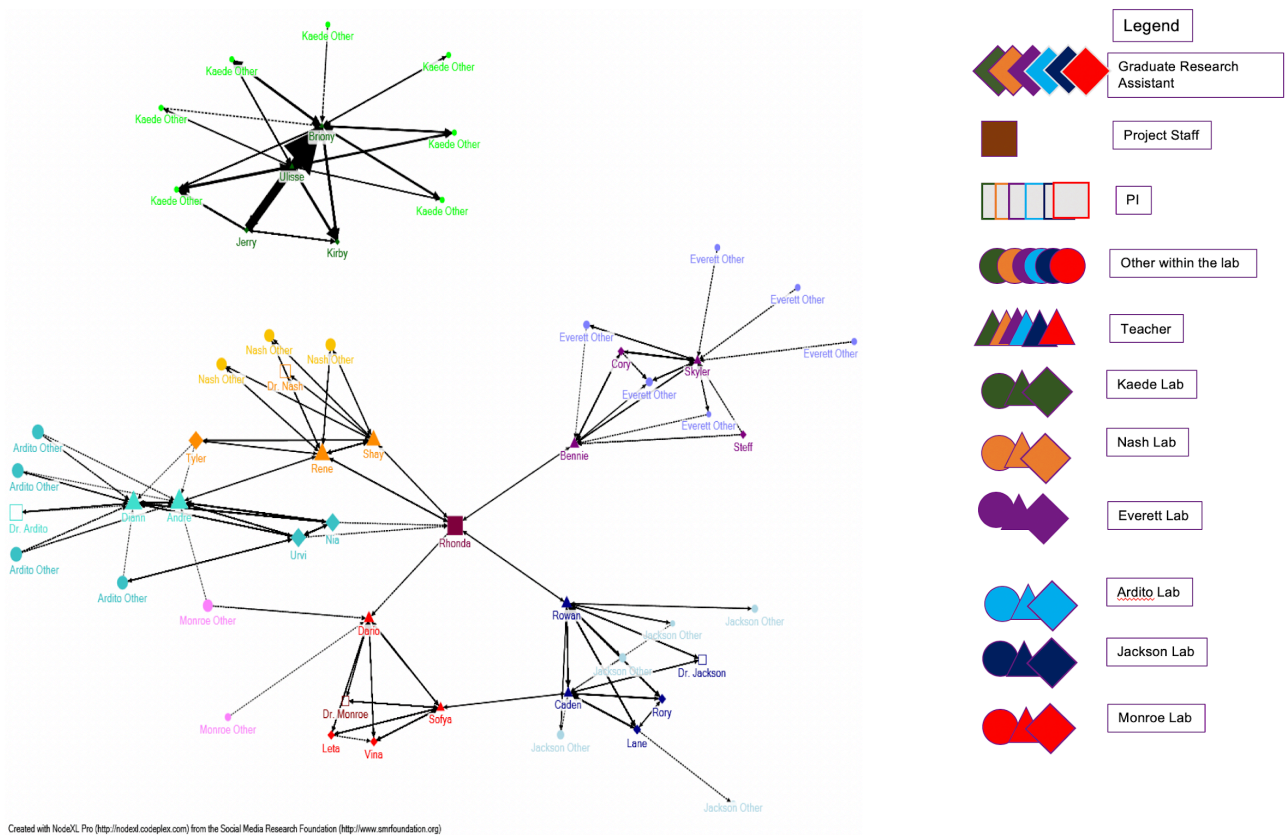 Kaede Other
Kaede Other
Kaede Other
Kaede Other
Briony
Kaede Other
Ulisse
Kaede Other
Kaede Other
Jerry
Kirby
Everett Other
Everett Other
Everett Other
Everett Other
Cory
Skyler
Everett Other
Everett Other
Steff
Bennie
Nash Other
Nash Other
Nash Other
Dr. Nash
Tyler
Shay
Rene
Ardito Other
Ardito Other
Diann
Andre
Dr. Ardito
Nia
Urvi
Rhonda
Ardito Other
Ardito Other
Monroe Other
Dario
Rowan
Jackson Other
Jackson Other
Jackson Other
Dr. Jackson
Dr. Monroe
Sofya
Caden
Rory
Monroe Other
Leta
Vina
Lane
Jackson Other
Jackson Other
Created with NodeXL Pro (http://nodexl.codeplex.com) from the Social Media Research Foundation (http://www.smrfoundation.org)
Legend
Graduate Research
Assistant
Project Staff
PI
Other within the lab
Teacher
Kaede Lab
Nash Lab
Everett Lab
Ardito Lab
Jackson Lab
Monroe Lab